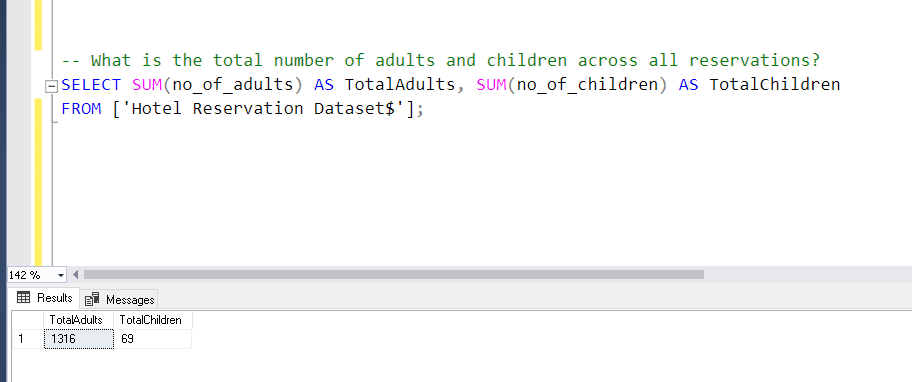 -- What is the total number of adults and children across all reservations?
SELECT SUM(no_of_adults) AS TotalAdults, SUM(no_of_children) AS TotalChildren
FROM ['Hotel Reservation Dataset$'];
142 %
Results Messages
TotalAdults TotalChildren
1 1316 69